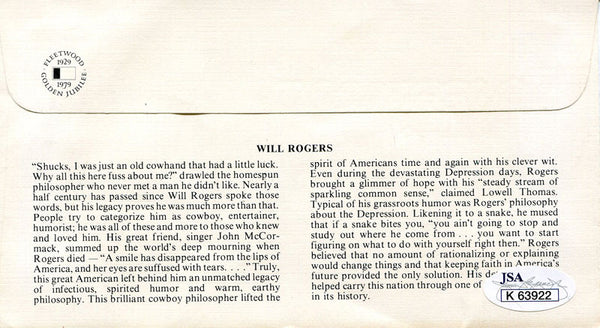 FLEETWOOD
1929
1979
GOLDEN JUBILEE
WILL ROGERS
“Shucks, I was just an old cowhand that had a little luck.
Why all this here fuss about me?” drawled the homespun
philosopher who never met a man he didn’t like. Nearly a
half century has passed since Will Rogers spoke those
words, but his legacy proves he was much more than that.
People try to categorize him as cowboy, entertainer,
humorist; he was all of these and more to those who knew
and loved him. His great friend, singer John McCor-
mack, summed up the world’s deep mourning when
Rogers died — “A smile has disappeared from the lips of
America, and her eyes are suffused with tears. . . .” Truly,
this great American left behind him an unmatched legacy
of infectious, spirited humor and warm, earthy
philosophy. This brilliant cowboy philosopher lifted the
spirit of Americans time and again with his clever wit.
Even during the devastating Depression days, Rogers
brought a glimmer of hope with his “steady stream of
sparkling common sense,” claimed Lowell Thomas.
Typical of his grassroots humor was Rogers’ philosophy
about the Depression. Likening it to a snake, he mused
that if a snake bites you, “you ain’t going to stop and
study out where he come from . . . you want to start
figuring on what to do with yourself right then.” Rogers
believed that no amount of rationalizing or explaining
would change things and that keeping faith in America’s
future provided the only solution. His
helped carry this nation through one of
in its history.
JSA
K 63922